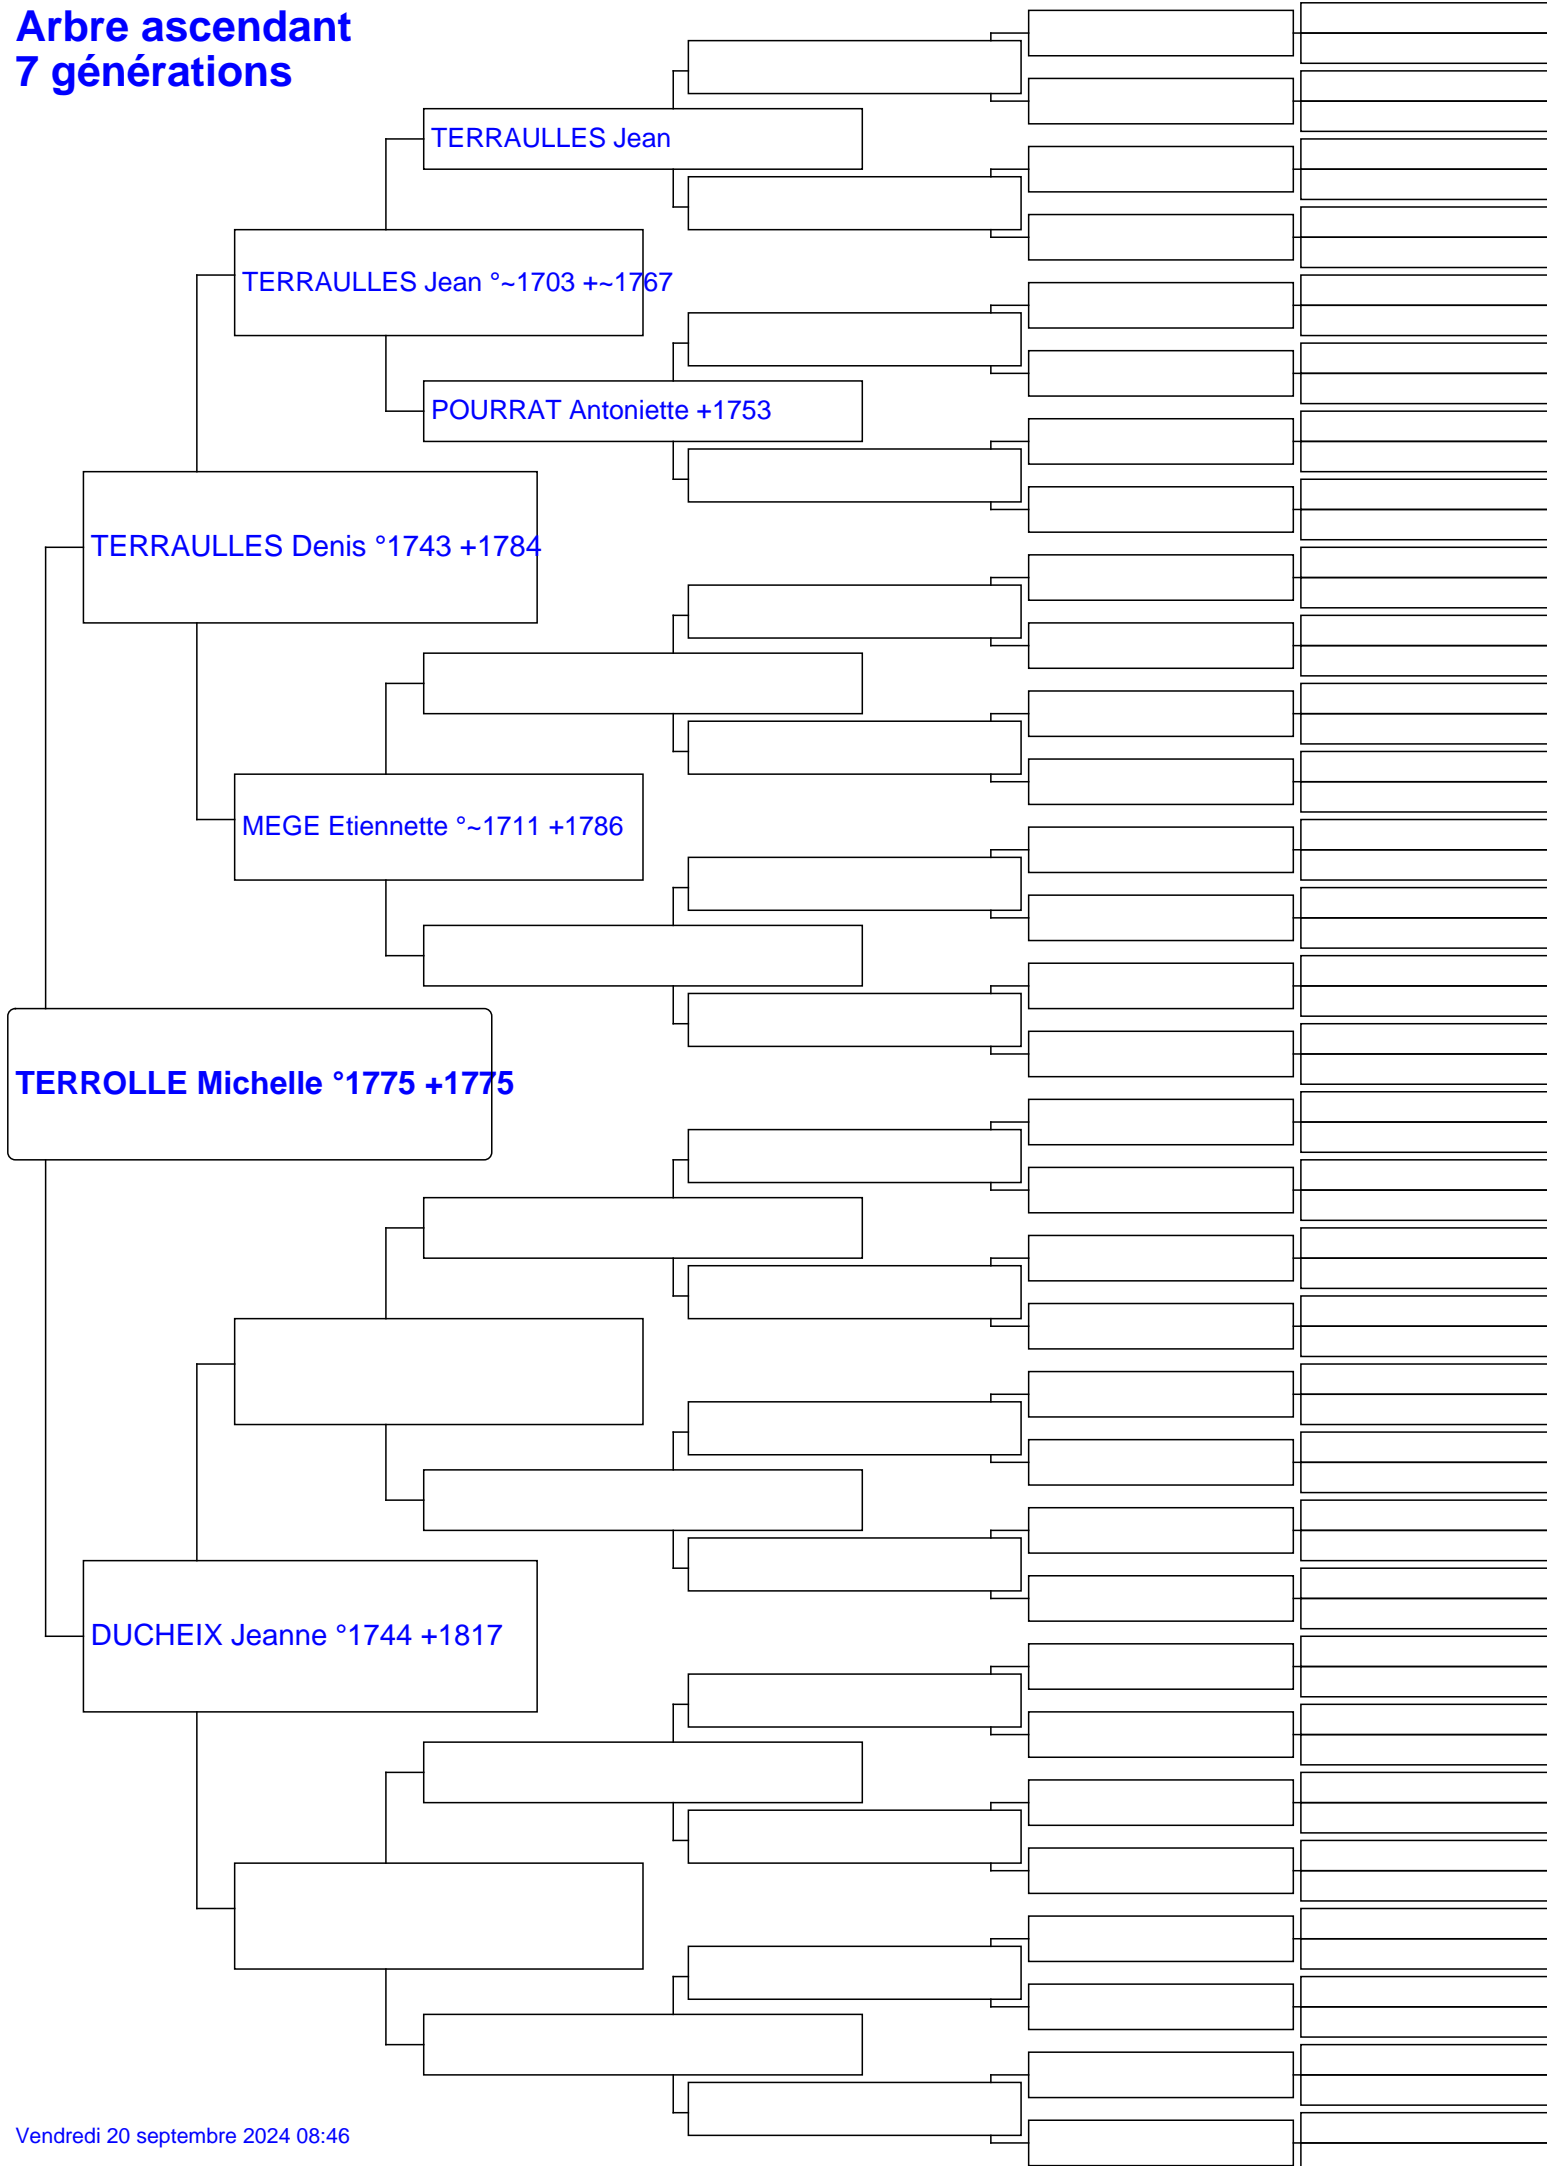 Arbre ascendant
7 générations
TERRAULLES Jean
TERRAULLES Jean °~1703 +~1767
POURRAT Antoniette +1753
TERRAULLES Denis °1743 +1784
MEGE Etiennette °~1711 +1786
TERROLLE Michelle °1775 +1775
DUCHEIX Jeanne °1744 +1817
Vendredi 20 septembre 2024 08:46